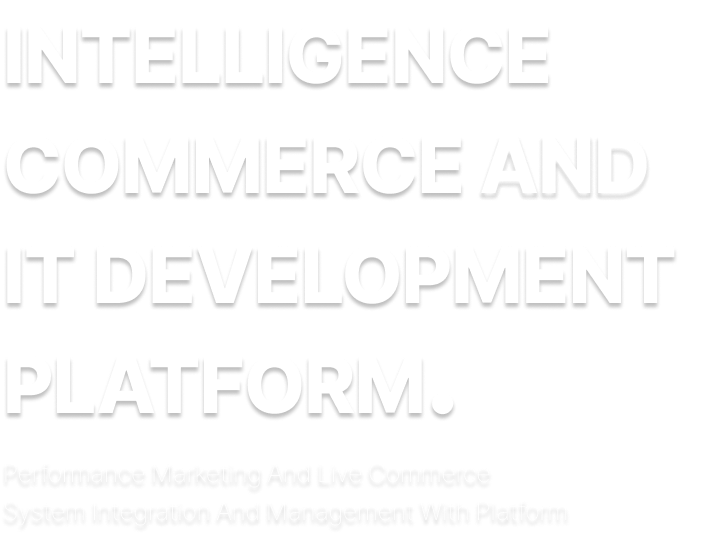 INTELLIGENCE
COMMERCE AND
IT DEVELOPMENT
PLATFORM.
Performance Marketing And Live Commerce
System Integration And Management With Platform